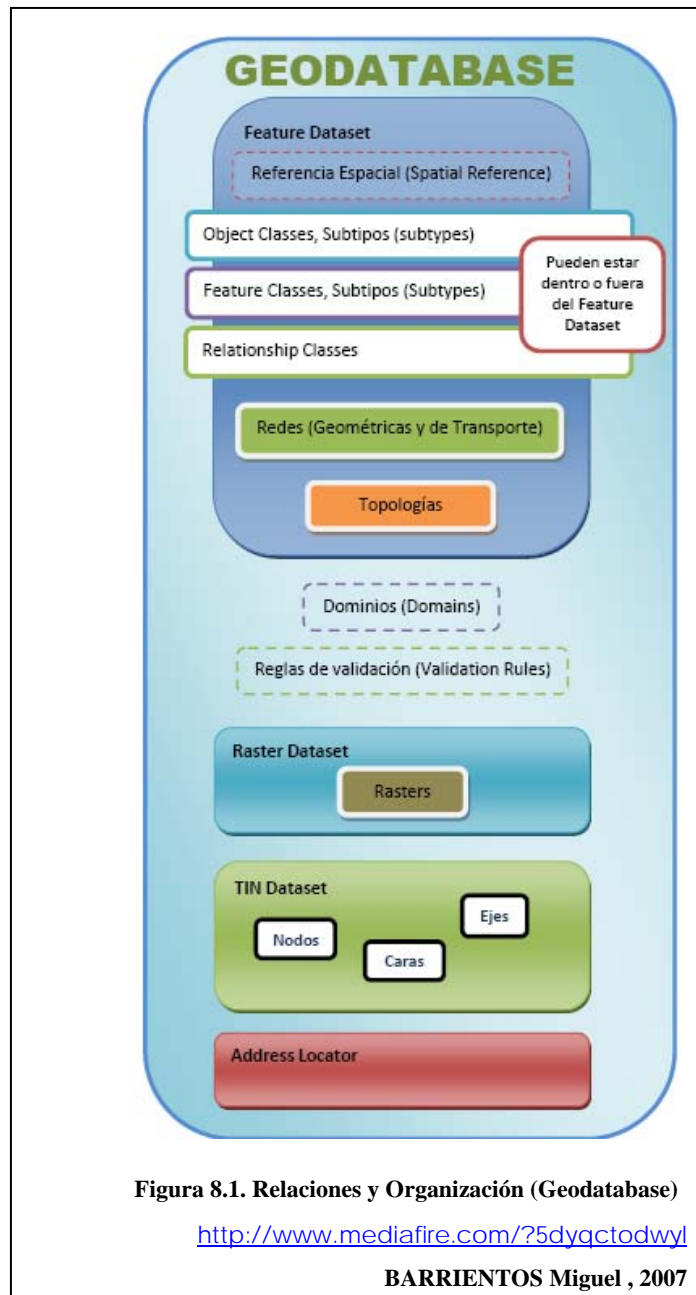 GEODATABASE
Feature Dataset
Referencia Espacial (Spatial Reference)
Object Classes, Subtipos (subtypes)
Feature Classes, Subtipos (Subtypes)
Relationship Classes
Pueden estar
dentro o fuera
del Feature
Dataset
Redes (Geométricas y de Transporte)
Topologías
Dominios (Domains)
Reglas de validación (Validation Rules)
Raster Dataset
Rasters
TIN Dataset
Ejes
Nodos
Caras
Address Locator
Figura 8.1. Relaciones y Organización (Geodatabase)
http://www.mediafire.com/?5dyqctodwyl
BARRIENTOS Miguel , 2007